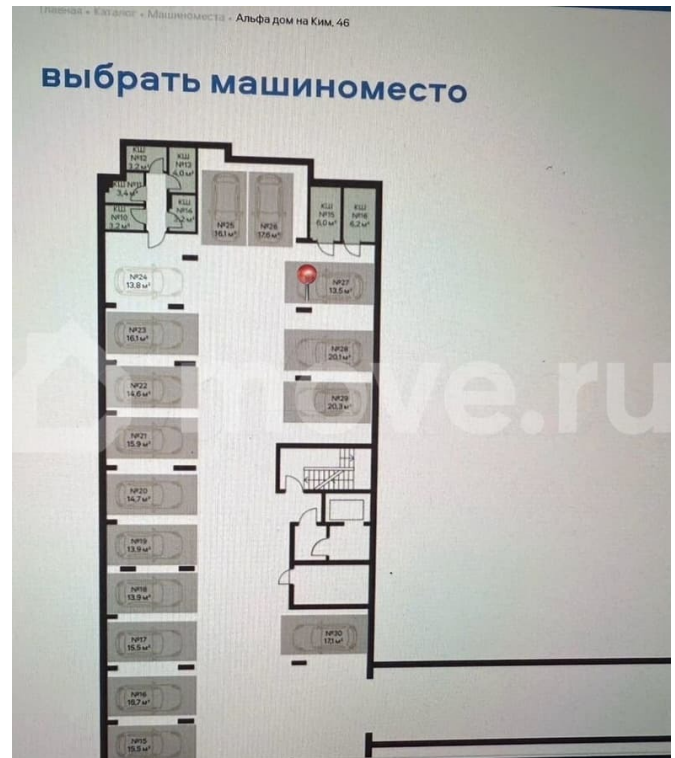 Главная • Каталог • Машиноместа • Альфа дом на Ким, 46
выбрать машиноместо
КШ
№12
3,2 м²
КШ
№13
4,0 м²
КШ №11
3,4 м²
КШ
№10
3,2 м²
КШ
№14
3,2 м²
№25
16,1 м²
№26
17,6 м²
КШ
№15
6,0 м²
КШ
№16
6,2 м²
№24
13,8 м²
№27
13,5 м²
№23
16,1 м²
№28
20,1 м²
№22
14,6 м²
№29
20,3 м²
move.ru
№21
15,9 м²
№20
14,7 м²
№19
13,9 м²
№18
13,9 м²
№17
15,5 м²
№30
17,1 м²
№16
15,5 м²
№15